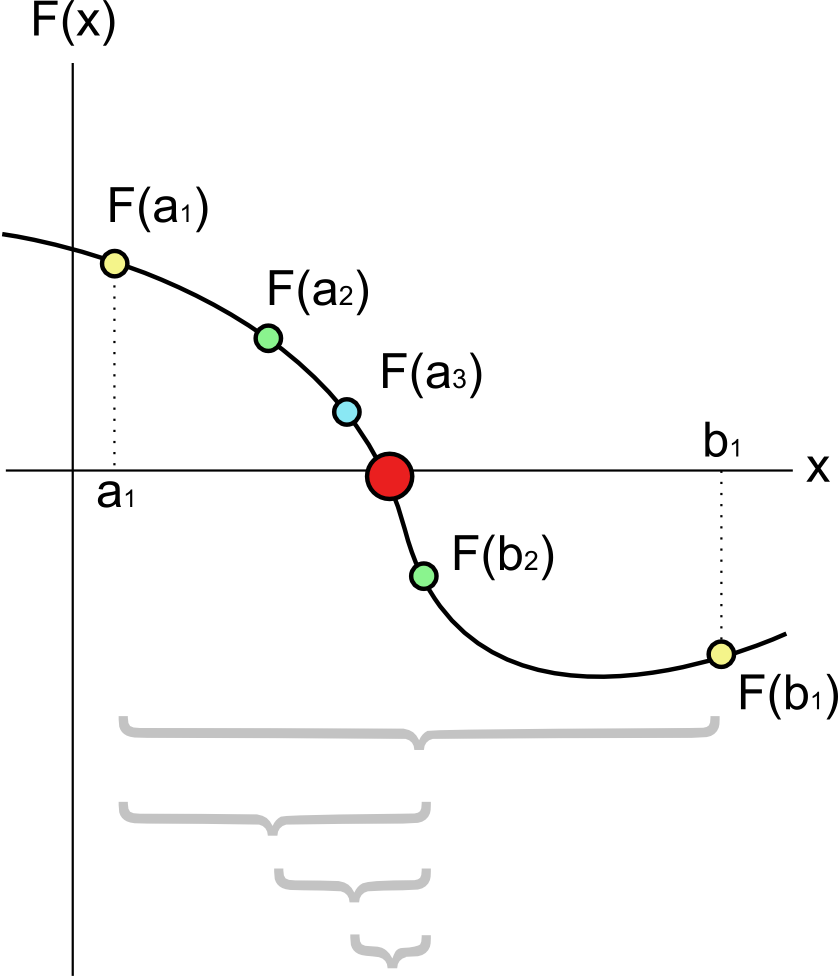 F(x)
F(a₁)
F(a₂)
F(a₃)
b₁
x
a₁
F(b₂)
F(b₁)